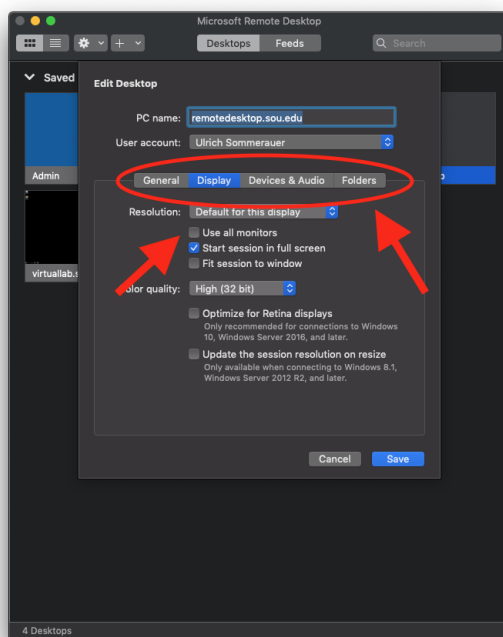 Microsoft Remote Desktop
Desktops Feeds Search
Saved
Edit Desktop
PC name: remotedesktop.sou.edu
User account: Ulrich Sommerauer
Admin
General Display Devices & Audio Folders
Resolution: Default for this display
Use all monitors
Start session in full screen
Fit session to window
virtuallab.s
Color quality: High (32 bit)
Optimize for Retina displays
Only recommended for connections to Windows
10, Windows Server 2016, and later.
Update the session resolution on resize
Only available when connecting to Windows 8.1,
Windows Server 2012 R2, and later.
Cancel Save
4 Desktops